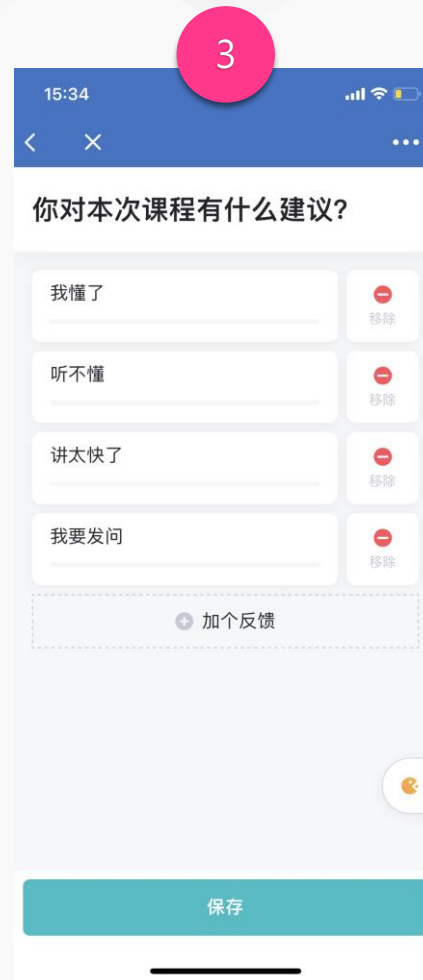 3
15:34
你对本次课程有什么建议?
我懂了
移除
听不懂
移除
讲太快了
移除
我要发问
移除
加个反馈
保存